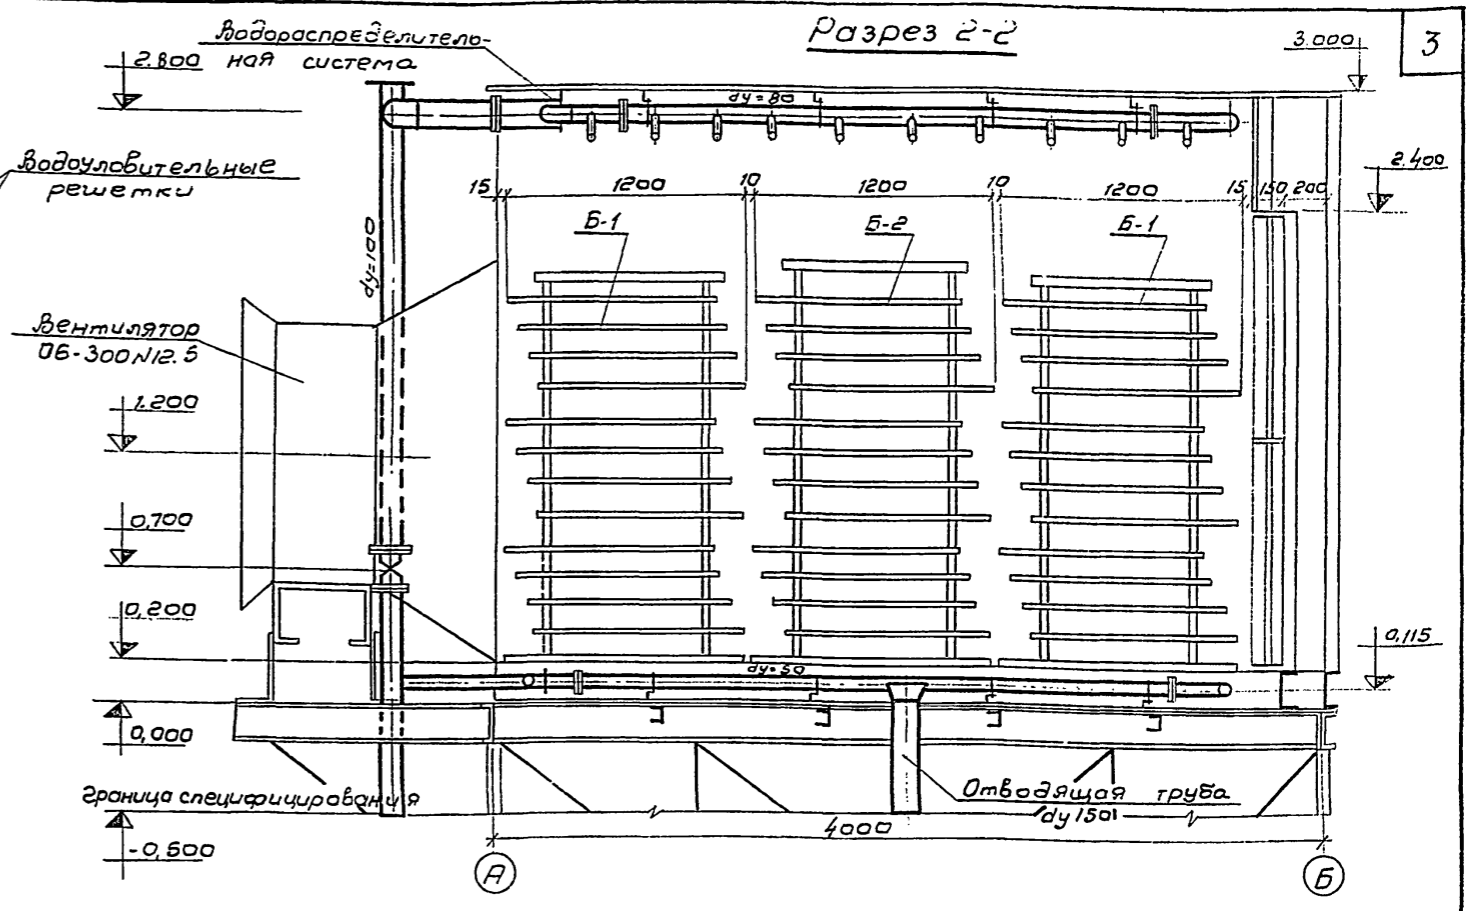 Разрез 2-2
3
Водораспределитель-
ная система
2.800
3.000
dy=80
Водоуловительные
решетки
2.400
15 1200 10 1200 10 1200 15 150 200
Б-1
Б-2
Б-1
dy=100
Вентилятор
06-300 N12.5
1.200
0,700
0,200
0,115
dy=50
0,000
граница специфицирования
Отводящая труба
dy 150
4000
-0,500
А
Б